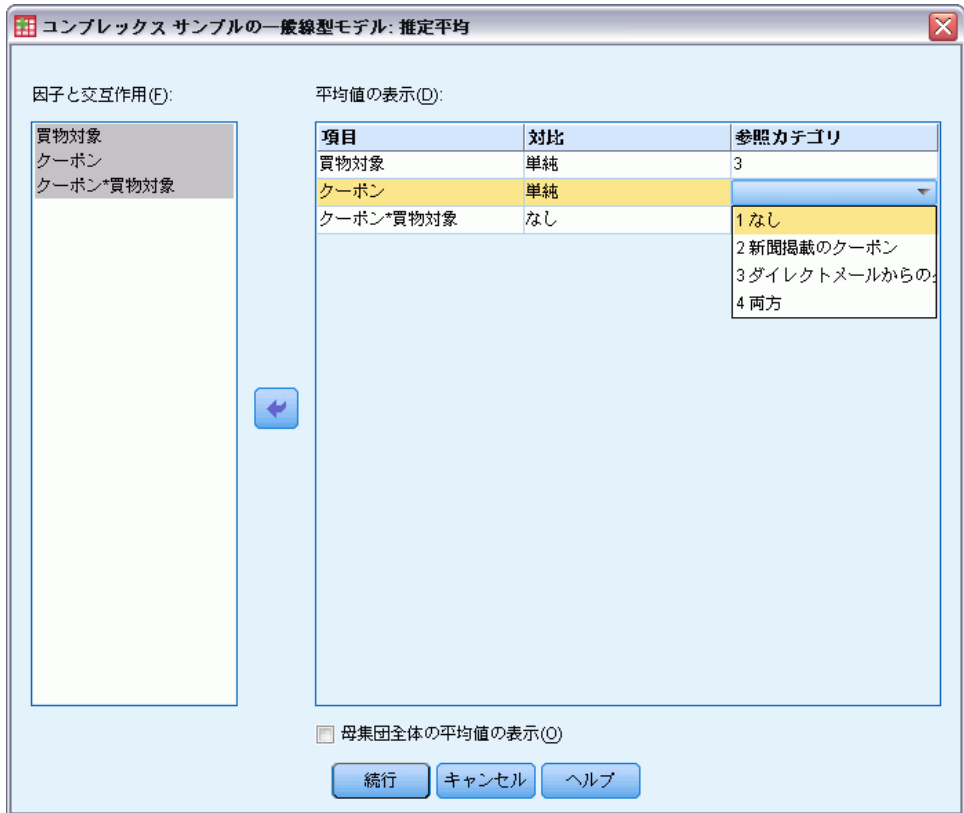 コンプレックス サンプルの一般線型モデル: 推定平均
因子と交互作用(F):
買物対象
クーポン
クーポン*買物対象
平均値の表示(D):
項目 対比 参照カテゴリ
買物対象 単純 3
クーポン 単純
クーポン*買物対象 なし
1 なし
2 新聞掲載のクーポン
3 ダイレクトメールからの
4 両方
母集団全体の平均値の表示(O)
続行 キャンセル ヘルプ